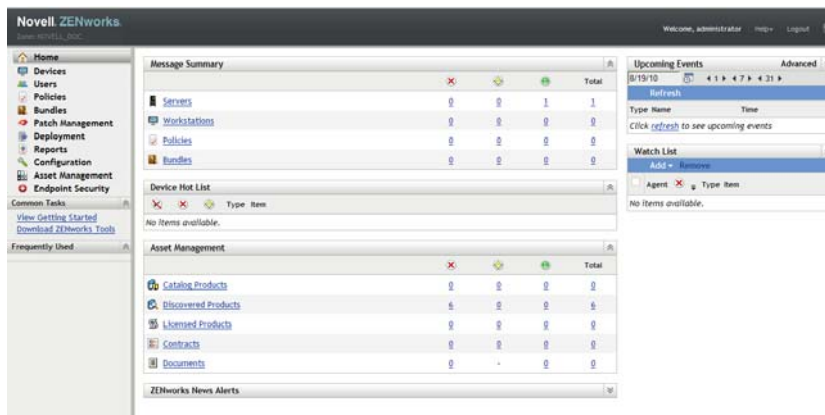 Novell. ZENworks.
Zone: NOVELL_DOC
Welcome, administrator Help Logout
Home
Devices
Users
Policies
Bundles
Patch Management
Deployment
Reports
Configuration
Asset Management
Endpoint Security
Common Tasks
View Getting Started
Download ZENworks Tools
Frequently Used
Message Summary
Total
Servers 0 0 1 1
Workstations 0 0 0 0
Policies 0 0 0 0
Bundles 0 0 0 0
Device Hot List
Type Item
No items available.
Asset Management
Total
Catalog Products 0 0 0 0
Discovered Products 6 0 0 6
Licensed Products 0 0 0 0
Contracts 0 0 0 0
Documents 0 - 0 0
ZENworks News Alerts
Upcoming Events Advanced
8/19/10 1 7 31
Refresh
Type Name Time
Click refresh to see upcoming events
Watch List
Add Remove
Agent Type Item
No items available.